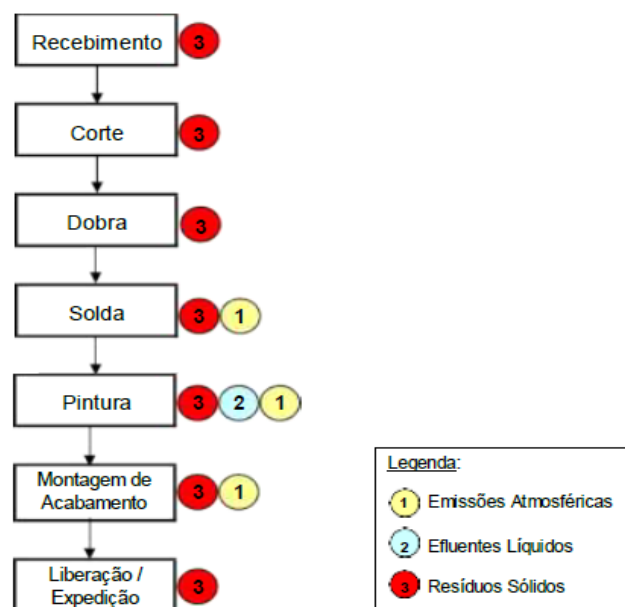 Recebimento 3
Corte 3
Dobra 3
Solda 3 1
Pintura 3 2 1
Montagem de
Acabamento 3 1
Liberação /
Expedição 3
Legenda:
1 Emissões Atmosféricas
2 Efluentes Líquidos
3 Resíduos Sólidos